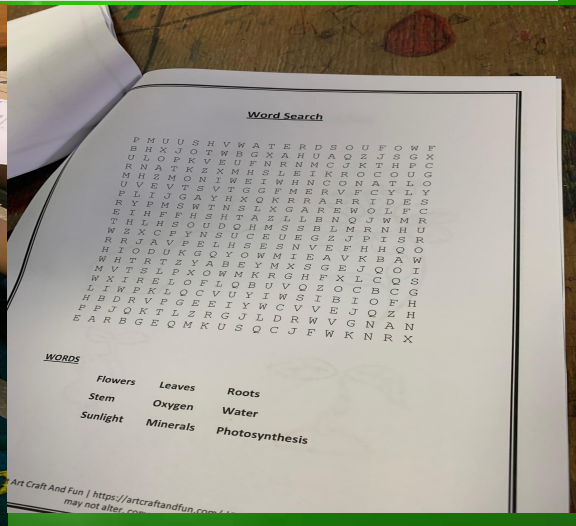 Word Search
P M U U S H V W A T E R D S O U F O W F
B H X J O T W B G X A H U A Q Z J S G X
U L O P K V E U F N R N M C J K T H P C
R N A T K Z X M H S L E I K R O C O U G
M H Z M O N I W E I W H N C O N A T L O
U V E V T S V T G G F M E R V F C Y L Y
P L I J G A Y H X Q K R R A R R I D E S
R Y P M S W T N S L X G A R E W O L F C
E I H F F H S H T A Z L L B N Q J W M R
T H L H S O U D Q H M S S B L M R N H U
W Z X C P Y N S U C E U E G Z J P I S R
R R J A V P E L H S E S N V E F H H Q O
H I O D U K G Q Y O W M I E A V K B A W
W H T R T Z Y A B E Y M X S G E J Q O I
M V T S L P X O W M K R G H F X L C Q S
W X I R E L O F L Q B U V Q Z O C B C G
L I W P K L Q C V U Y I W S I B I O F H
H B D R V P G E E I Y W C V V E J Q Z H
P P J Q K T L Z R G J L D R W V G N A N
E A R B G E Q M K U S Q C J F W K N R X
WORDS
Flowers Leaves Roots
Stem Oxygen Water
Sunlight Minerals Photosynthesis
Art Craft And Fun | https://artcraftandfun.com/
may not alter,